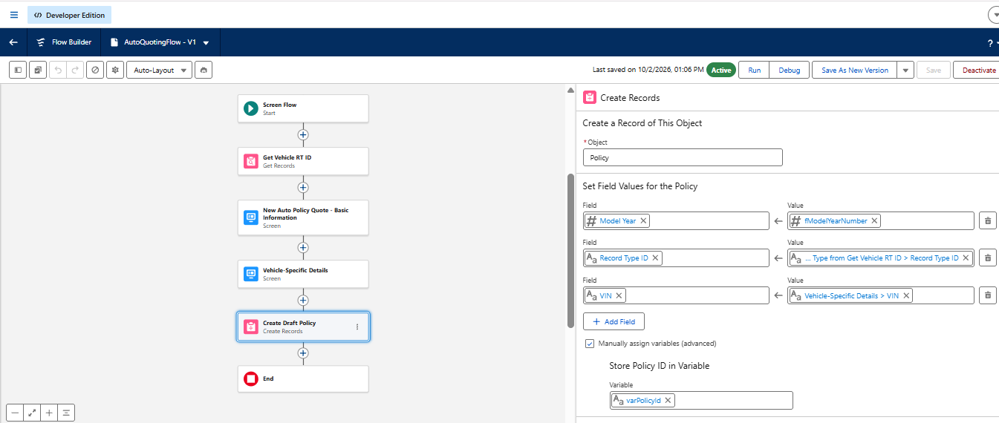 Developer Edition
Flow Builder
AutoQuotingFlow - V1
?
Auto-Layout
Last saved on 10/2/2026, 01:06 PM
Active
Run
Debug
Save As New Version
Save
Deactivate
Screen Flow
Start
Get Vehicle RT ID
Get Records
New Auto Policy Quote - Basic
Information
Screen
Vehicle-Specific Details
Screen
Create Draft Policy
Create Records
End
Create Records
Create a Record of This Object
* Object
Policy
Set Field Values for the Policy
Field
Value
Model Year
fModelYearNumber
Field
Value
Aa Record Type ID
Aa ... Type from Get Vehicle RT ID > Record Type ID
Field
Value
Aa VIN
Aa Vehicle-Specific Details > VIN
+ Add Field
Manually assign variables (advanced)
Store Policy ID in Variable
Variable
Aa varPolicyId